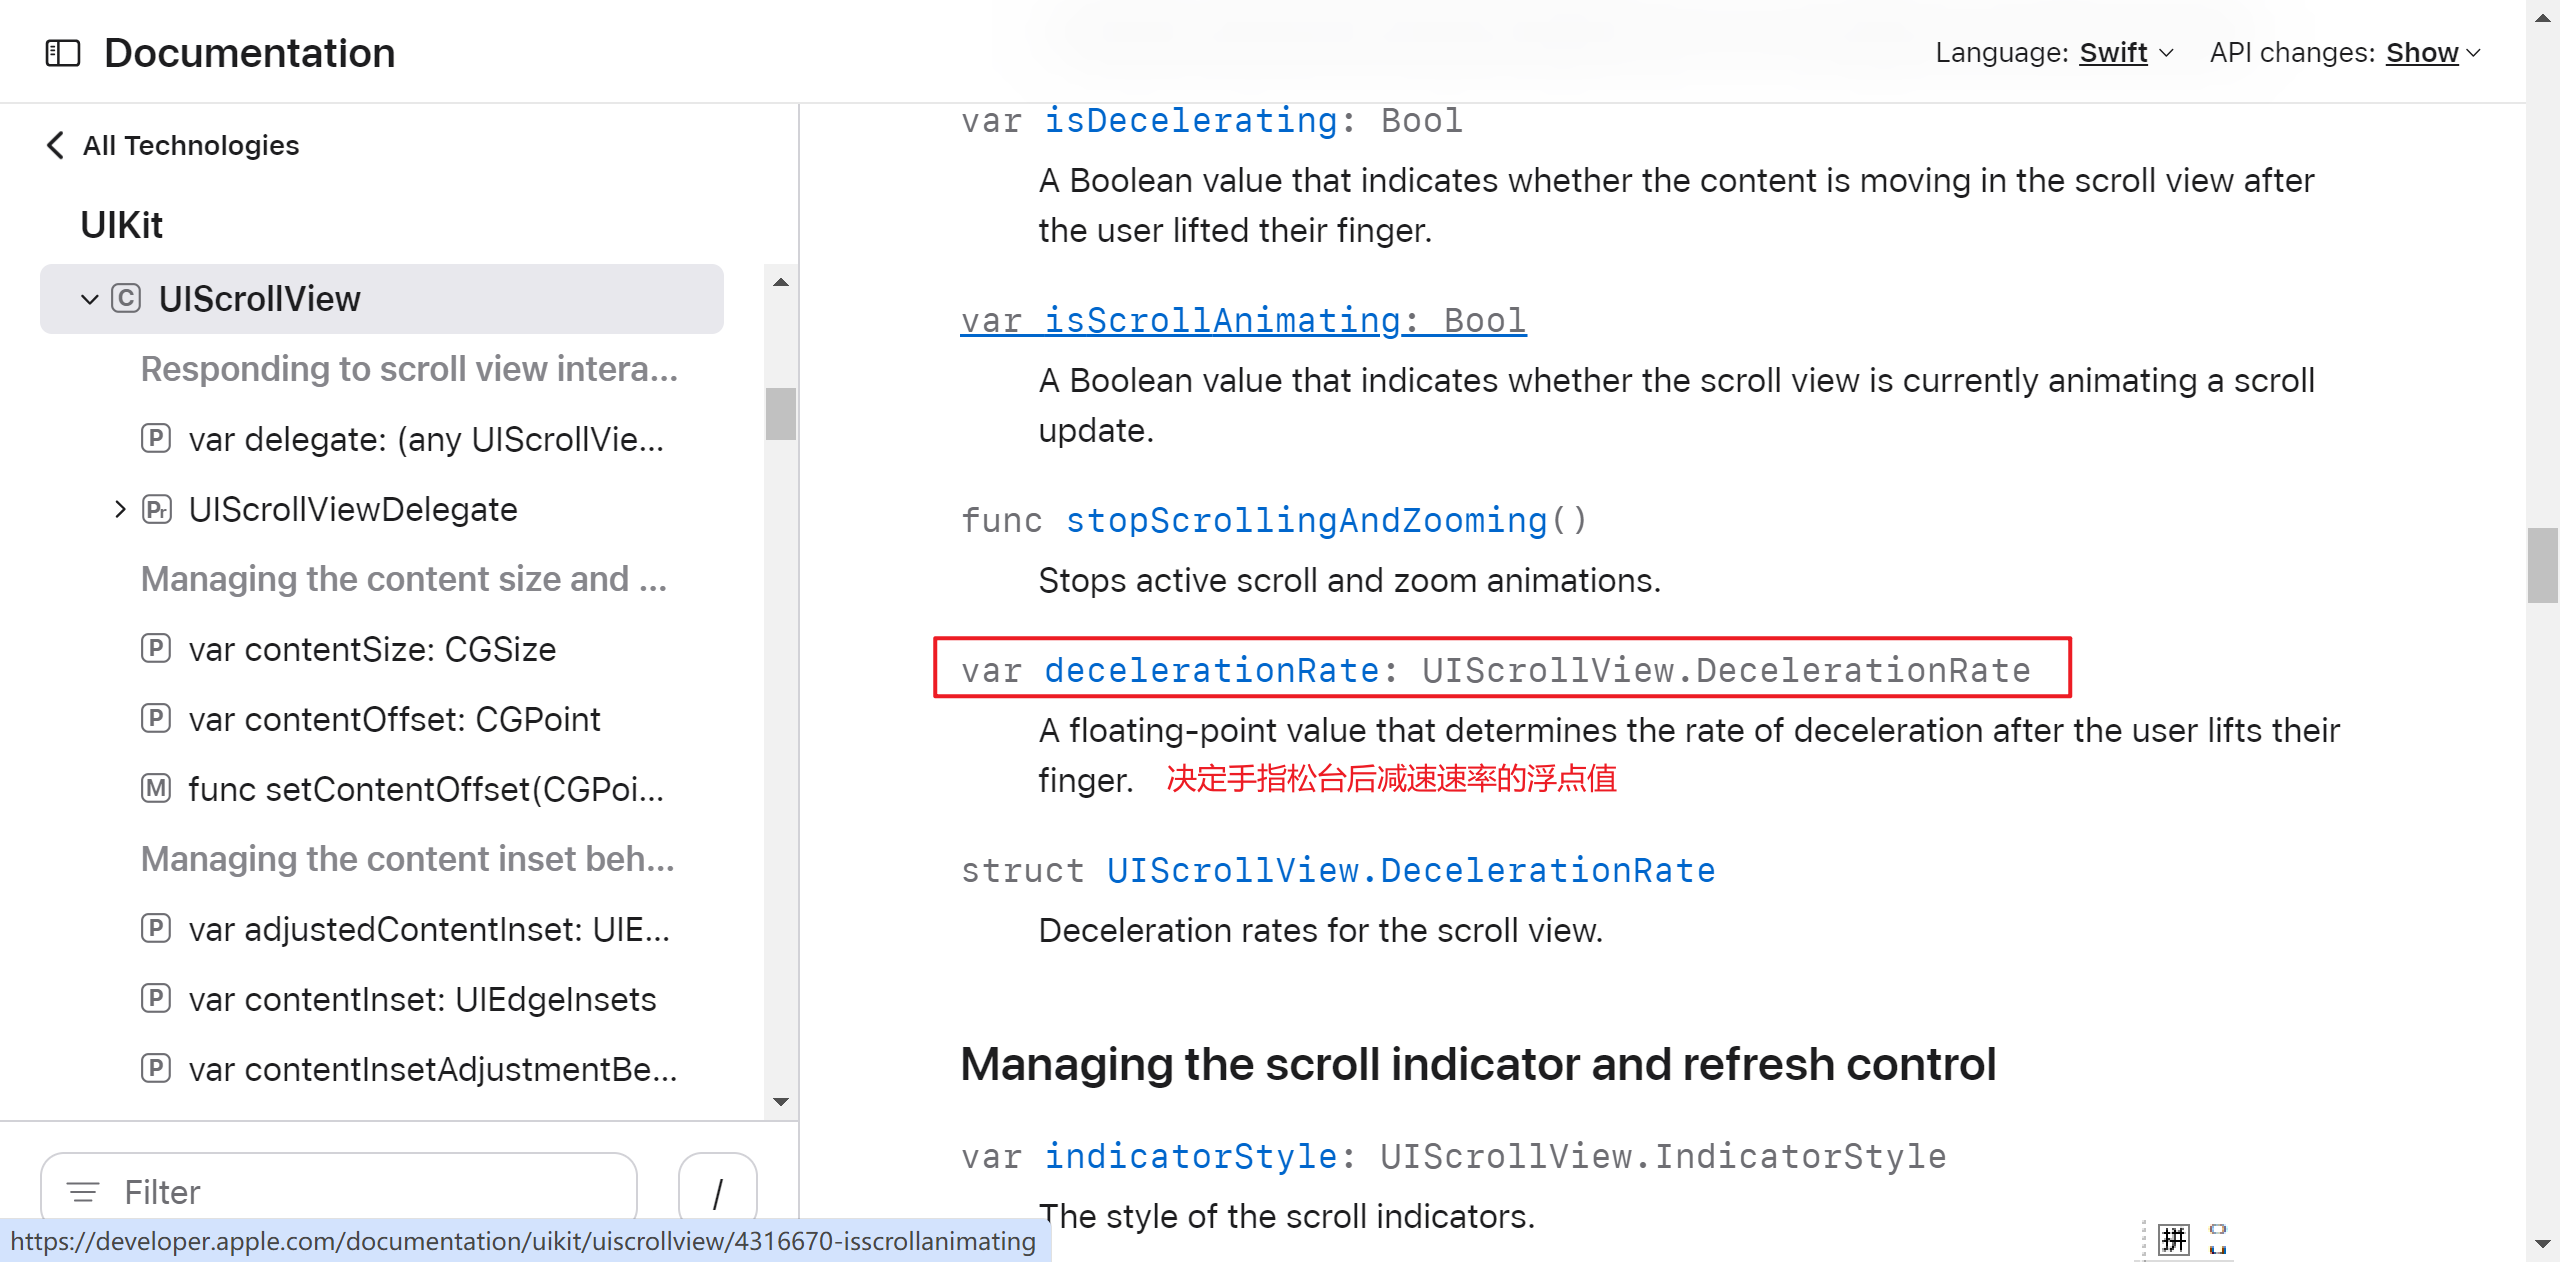 Documentation
Language: Swift
API changes: Show
All Technologies
UIKit
C UIScrollView
Responding to scroll view intera...
P var delegate: (any UIScrollVie...
Pr UIScrollViewDelegate
Managing the content size and ...
P var contentSize: CGSize
P var contentOffset: CGPoint
M func setContentOffset(CGPoi...
Managing the content inset beh...
P var adjustedContentInset: UIE...
P var contentInset: UIEdgeInsets
P var contentInsetAdjustmentBe...
Filter
/
https://developer.apple.com/documentation/uikit/uiscrollview/4316670-isscrollanimating
var isDecelerating: Bool
A Boolean value that indicates whether the content is moving in the scroll view after
the user lifted their finger.
var isScrollAnimating: Bool
A Boolean value that indicates whether the scroll view is currently animating a scroll
update.
func stopScrollingAndZooming()
Stops active scroll and zoom animations.
var decelerationRate: UIScrollView.DecelerationRate
A floating-point value that determines the rate of deceleration after the user lifts their
finger. 决定手指松台后减速速率的浮点值
struct UIScrollView.DecelerationRate
Deceleration rates for the scroll view.
Managing the scroll indicator and refresh control
var indicatorStyle: UIScrollView.IndicatorStyle
The style of the scroll indicators.
拼